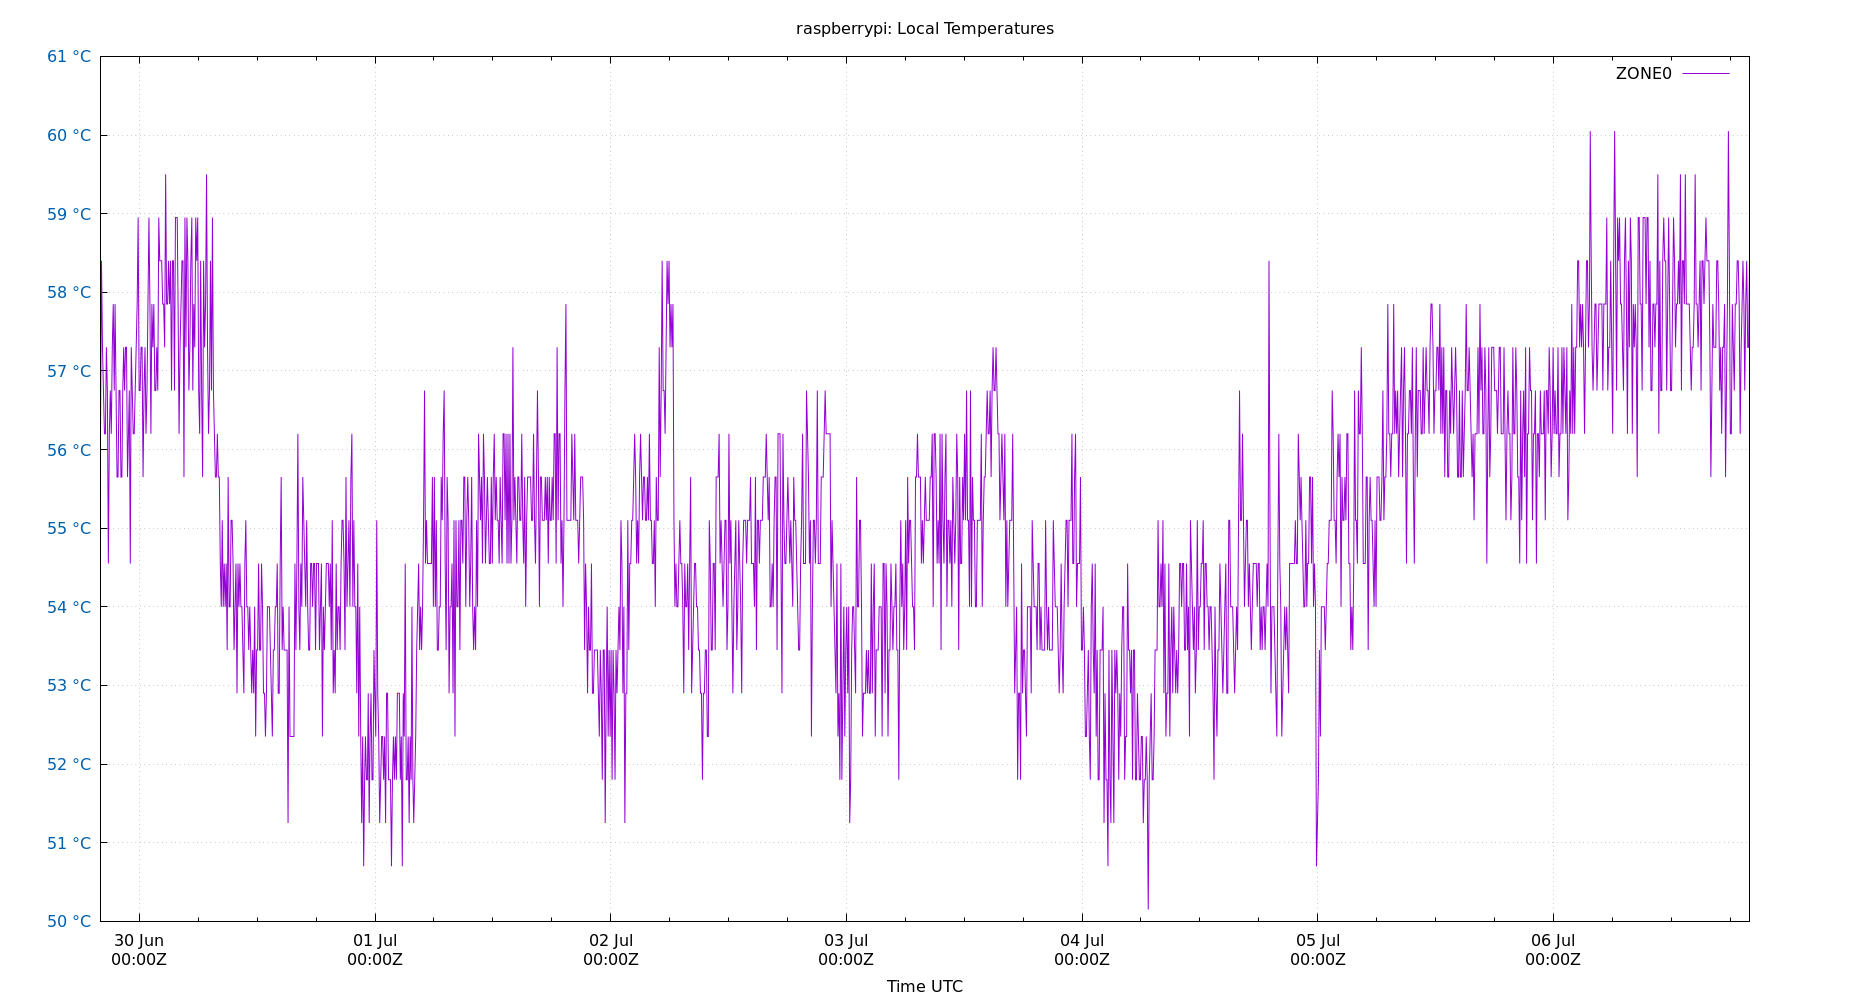 raspberrypi: Local Temperatures
61 °C
ZONE0
60 °C
59 °C
58 °C
57 °C
56 °C
55 °C
54 °C
53 °C
52 °C
51 °C
50 °C
30 Jun 01 Jul 02 Jul 03 Jul 04 Jul 05 Jul 06 Jul
00:00Z 00:00Z 00:00Z 00:00Z 00:00Z 00:00Z 00:00Z
Time UTC